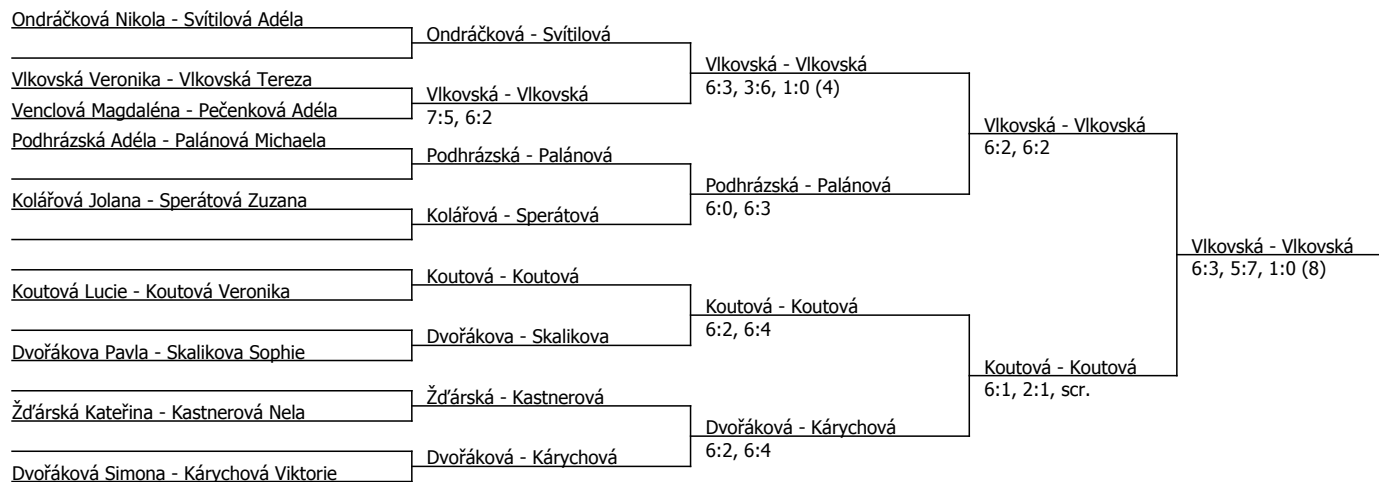 Ondráčková Nikola - Svítilová Adéla
Vlkovská Veronika - Vlkovská Tereza
Venclová Magdaléna - Pečenková Adéla
Podhrázská Adéla - Palánová Michaela
Kolářová Jolana - Sperátová Zuzana
Koutová Lucie - Koutová Veronika
Dvořákova Pavla - Skalikova Sophie
Žďárská Kateřina - Kastnerová Nela
Dvořáková Simona - Kárychová Viktorie
Ondráčková - Svítilová
Vlkovská - Vlkovská
7:5, 6:2
Podhrázská - Palánová
Kolářová - Sperátová
Koutová - Koutová
Dvořákova - Skalikova
Žďárská - Kastnerová
Dvořáková - Kárychová
Vlkovská - Vlkovská
6:3, 3:6, 1:0 (4)
Podhrázská - Palánová
6:0, 6:3
Koutová - Koutová
6:2, 6:4
Dvořáková - Kárychová
6:2, 6:4
Vlkovská - Vlkovská
6:2, 6:2
Koutová - Koutová
6:1, 2:1, scr.
Vlkovská - Vlkovská
6:3, 5:7, 1:0 (8)